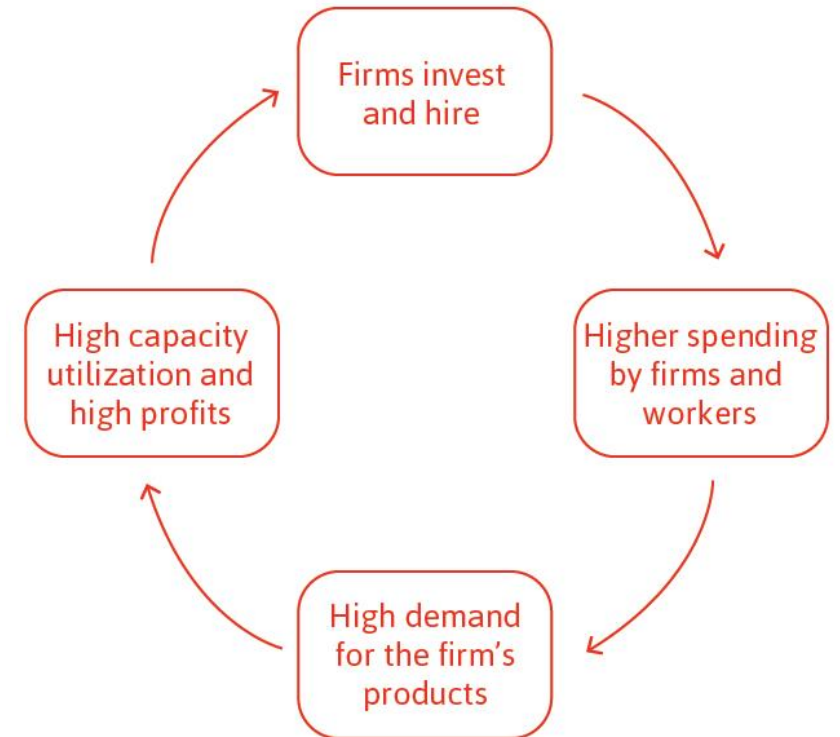 Firms invest
and hire
Higher spending
by firms and
workers
High demand
for the firm’s
products
High capacity
utilization and
high profits